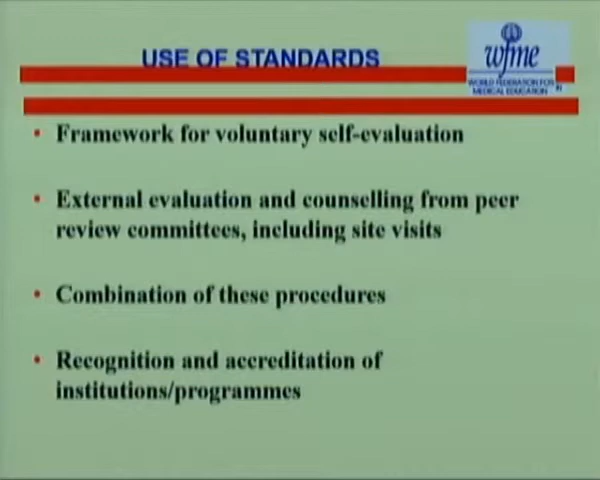 USE OF STANDARDS
wfme
WORLD FEDERATION FOR
MEDICAL EDUCATION
• Framework for voluntary self-evaluation
• External evaluation and counselling from peer
review committees, including site visits
• Combination of these procedures
• Recognition and accreditation of
institutions/programmes